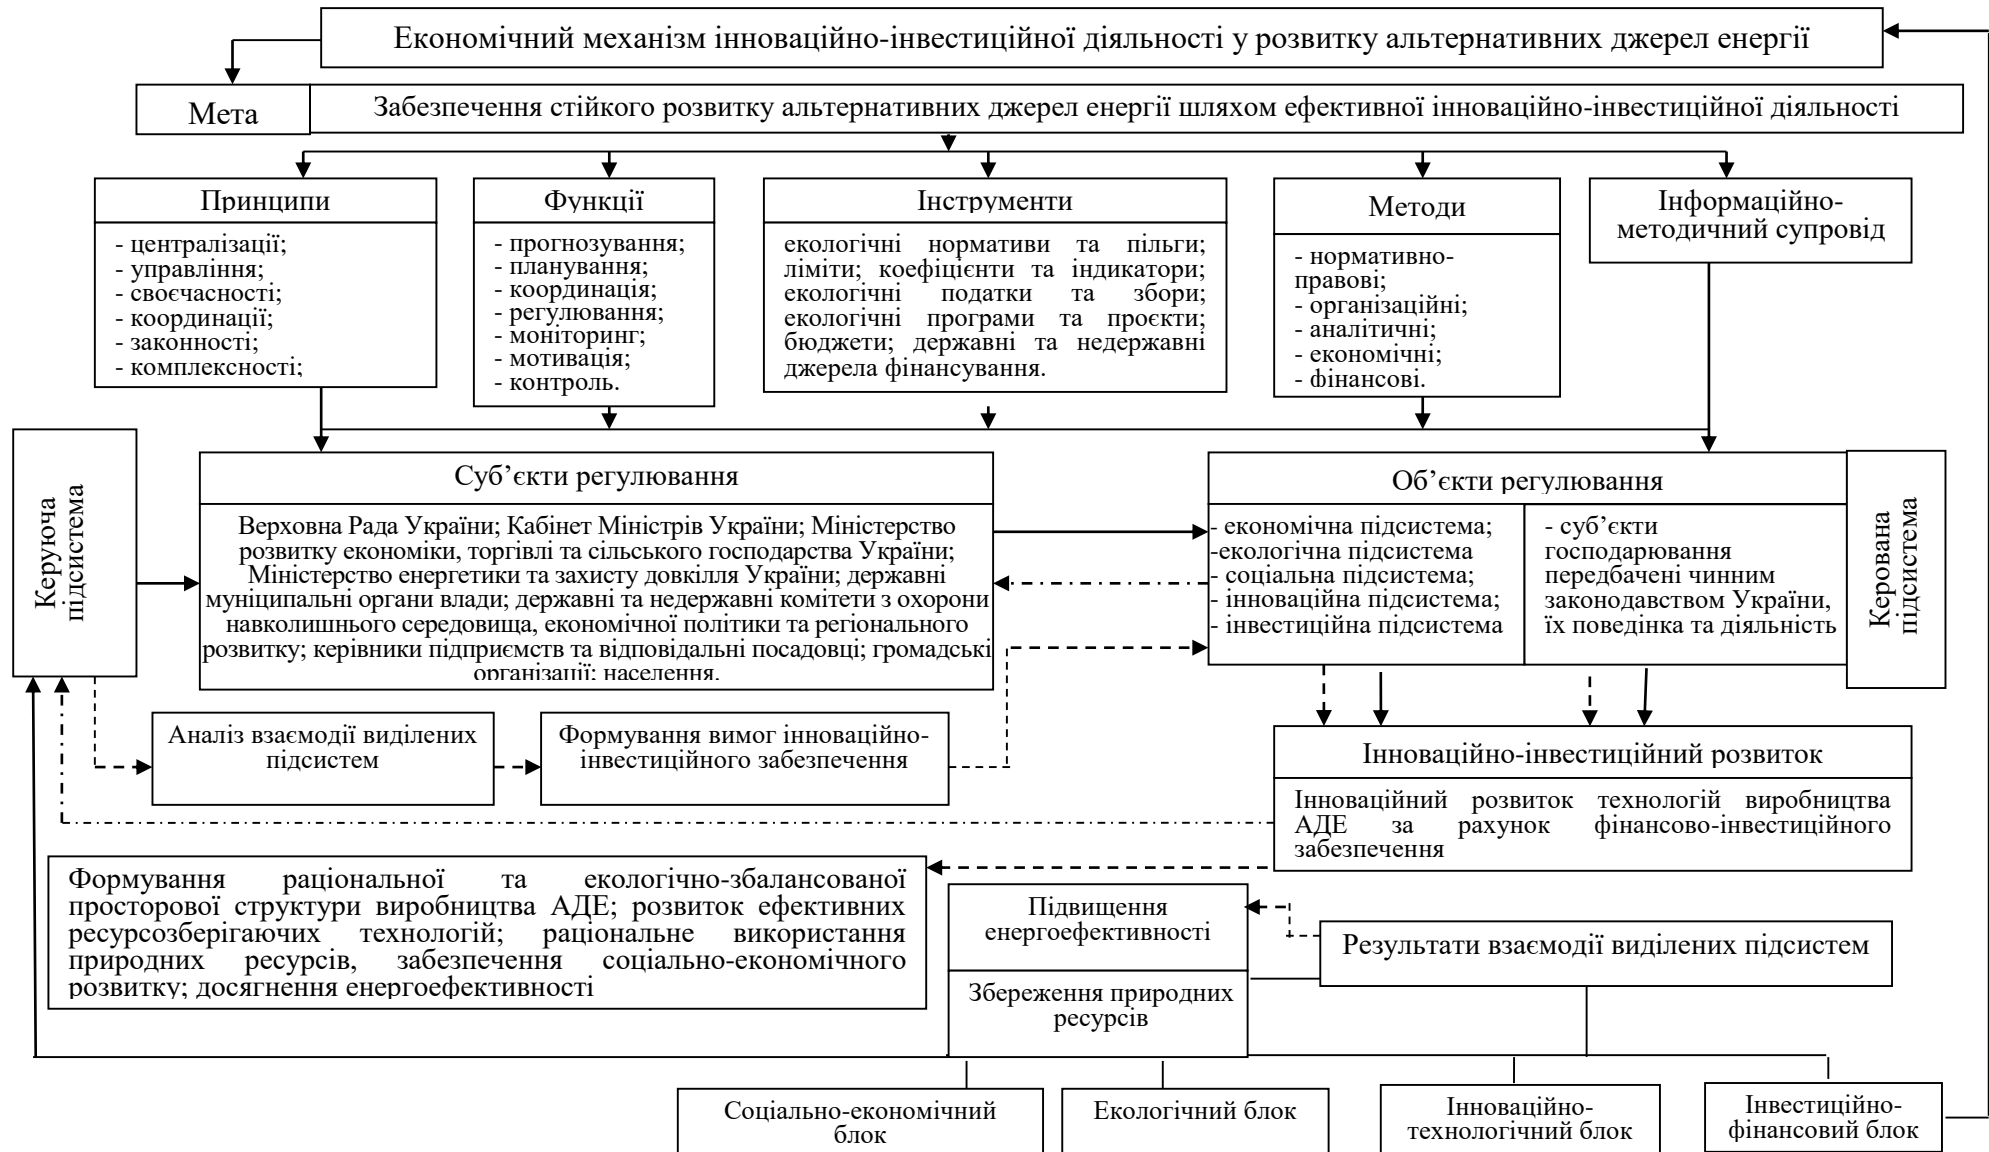 Економічний механізм інноваційно-інвестиційної діяльності у розвитку альтернативних джерел енергії
Мета
Забезпечення стійкого розвитку альтернативних джерел енергії шляхом ефективної інноваційно-інвестиційної діяльності
Принципи
- централізації;
- управління;
- своєчасності;
- координації;
- законності;
- комплексності;
Функції
- прогнозування;
- планування;
- координація;
- регулювання;
- моніторинг;
- мотивація;
- контроль.
Інструменти
екологічні нормативи та пільги;
ліміти; коефіцієнти та індикатори;
екологічні податки та збори;
екологічні програми та проєкти;
бюджети; державні та недержавні
джерела фінансування.
Методи
- нормативно-
правові;
- організаційні;
- аналітичні;
- економічні;
- фінансові.
Інформаційно-
методичний супровід
Керуюча
підсистема
Суб’єкти регулювання
Верховна Рада України; Кабінет Міністрів України; Міністерство
розвитку економіки, торгівлі та сільського господарства України;
Міністерство енергетики та захисту довкілля України; державні
муніципальні органи влади; державні та недержавні комітети з охорони
навколишнього середовища, економічної політики та регіонального
розвитку; керівники підприємств та відповідальні посадовці; громадські
організації; населення.
Об’єкти регулювання
- економічна підсистема;
-екологічна підсистема
- соціальна підсистема;
- інноваційна підсистема;
- інвестиційна підсистема
- суб’єкти
господарювання
передбачені чинним
законодавством України,
їх поведінка та діяльність
Керована
підсистема
Аналіз взаємодії виділених
підсистем
Формування вимог інноваційно-
інвестиційного забезпечення
Інноваційно-інвестиційний розвиток
Інноваційний розвиток технологій виробництва
АДЕ за рахунок фінансово-інвестиційного
забезпечення
Формування раціональної та екологічно-збалансованої
просторової структури виробництва АДЕ; розвиток ефективних
ресурсозберігаючих технологій; раціональне використання
природних ресурсів, забезпечення соціально-економічного
розвитку; досягнення енергоефективності
Підвищення
енергоефективності
Збереження природних
ресурсів
Результати взаємодії виділених підсистем
Соціально-економічний
блок
Екологічний блок
Інноваційно-
технологічний блок
Інвестиційно-
фінансовий блок